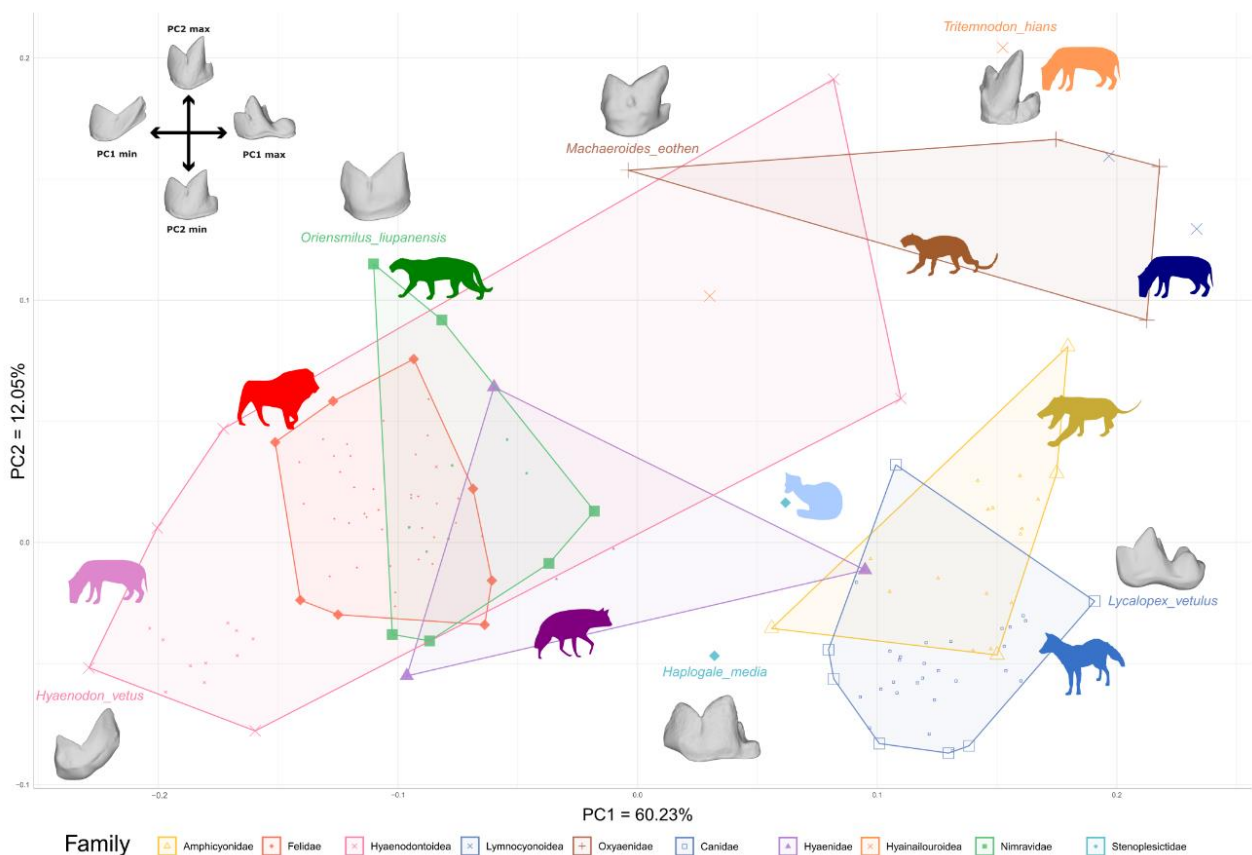 PC2 max
PC1 min
PC1 max
PC2 min
Tritemnodon_hians
Machaeroides_eothen
Oriensmilus_liupanensis
Lycalopex_vetulus
Haplogale_media
Hyaenodon_vetus
PC2 = 12.05%
0.2
0.1
0.0
-0.1
-0.2
-0.1
0.0
0.1
0.2
PC1 = 60.23%
Family
Amphicyonidae
Felidae
Hyaenodontoidea
Lymnocyonoidea
Oxyaenidae
Canidae
Hyaenidae
Hyainailouroidea
Nimravidae
Stenoplesictidae